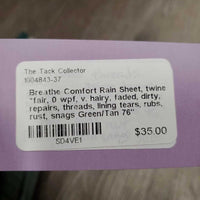 The Tack Collector
1004843-37
Breathe Comfort Rain Sheet, twine
"fair, 0 wpf, v. hairy, faded, dirty,
repairs, threads, lining tears, rubs,
rust, snags Green/Tan 76"
$35.00
SD4VE1